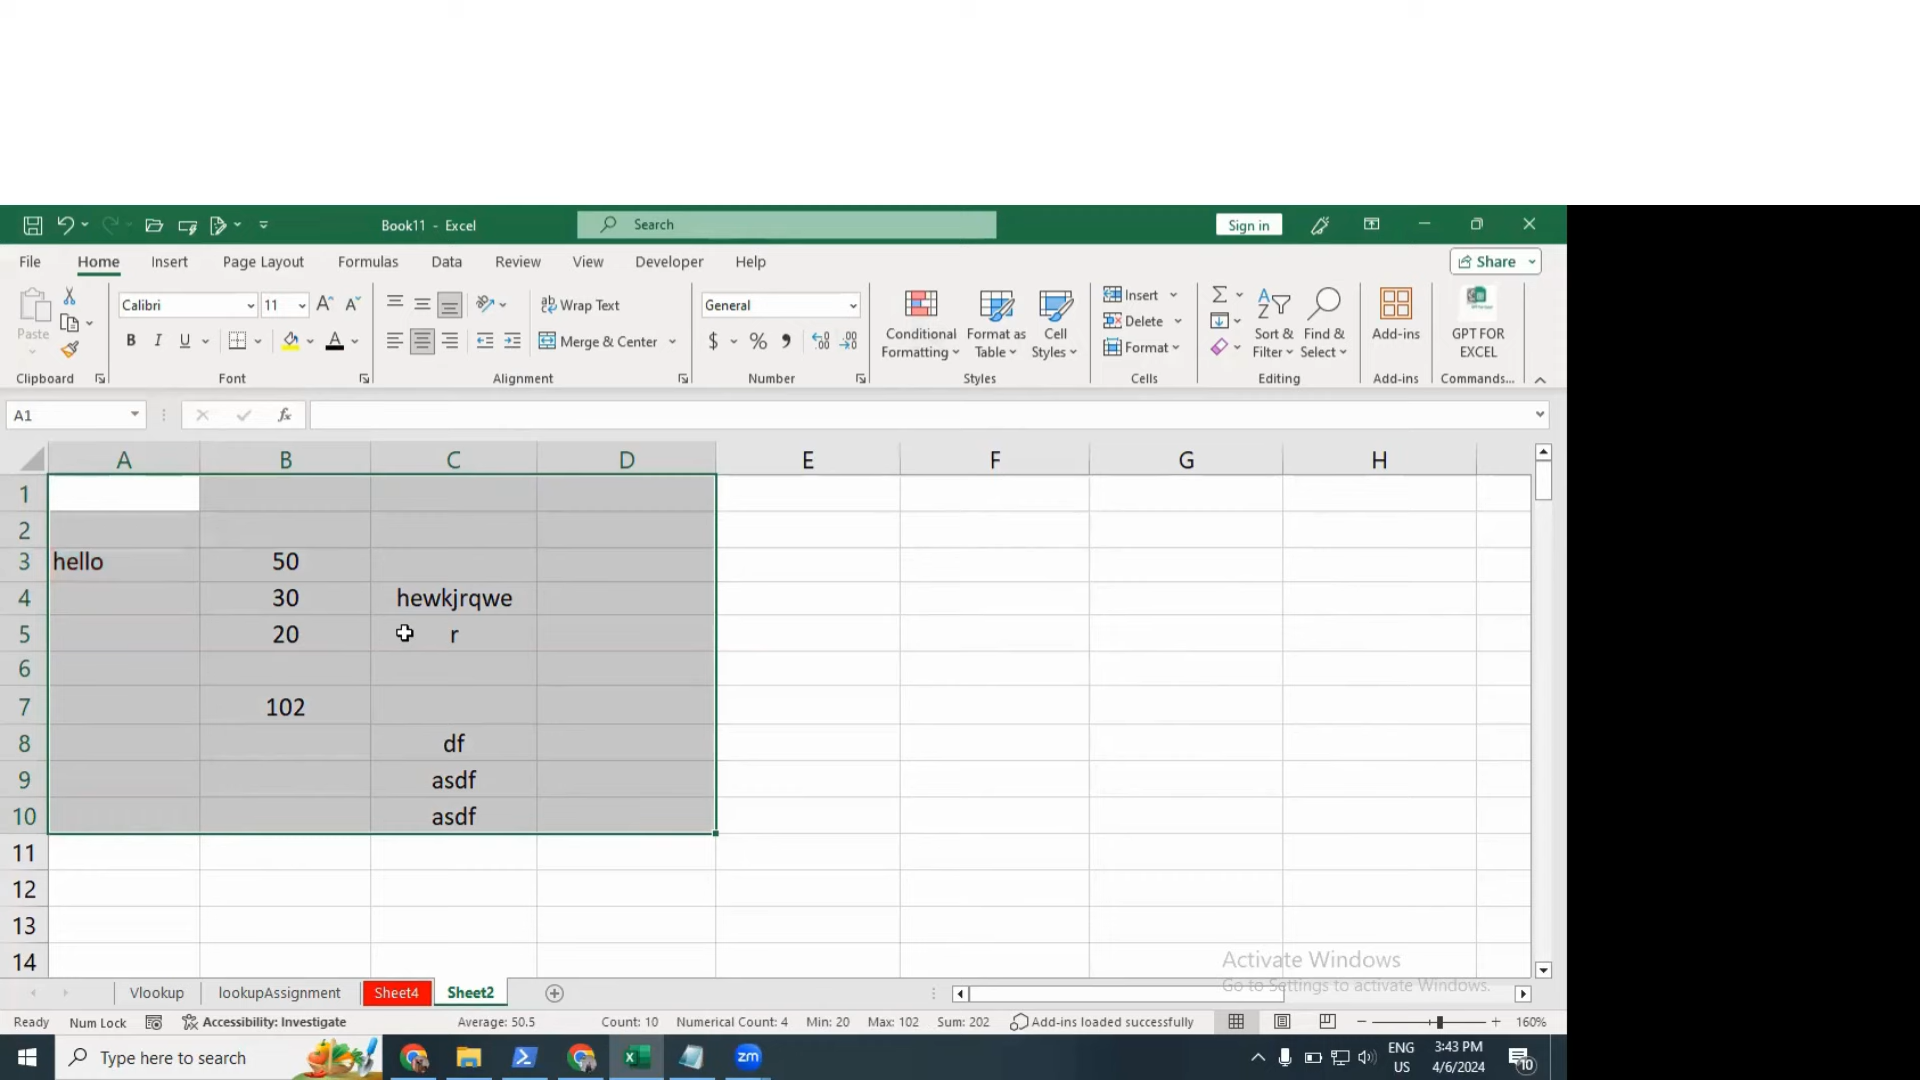 Book11 - Excel
Search
Sign in
File Home Insert Page Layout Formulas Data Review View Developer Help
Share
Paste
Clipboard
Calibri 11
B I U
Font
Wrap Text
Merge & Center
Alignment
General
$ % ,
Number
Conditional Formatting
Format as Table
Cell Styles
Styles
Insert
Delete
Format
Cells
Sort & Filter
Find & Select
Editing
Add-ins
Add-ins
GPT FOR EXCEL
Commands...
A1
fx
A B C D E F G H
1
2
3 hello 50
4 30 hewkjrqwe
5 20 r
6
7 102
8 df
9 asdf
10 asdf
11
12
13
14
Activate Windows
Go to Settings to activate Windows.
Vlookup lookupAssignment Sheet4 Sheet2
Ready Num Lock Accessibility: Investigate Average: 50.5 Count: 10 Numerical Count: 4 Min: 20 Max: 102 Sum: 202 Add-ins loaded successfully 160%
Type here to search
zm
ENG
US
3:43 PM
4/6/2024
10